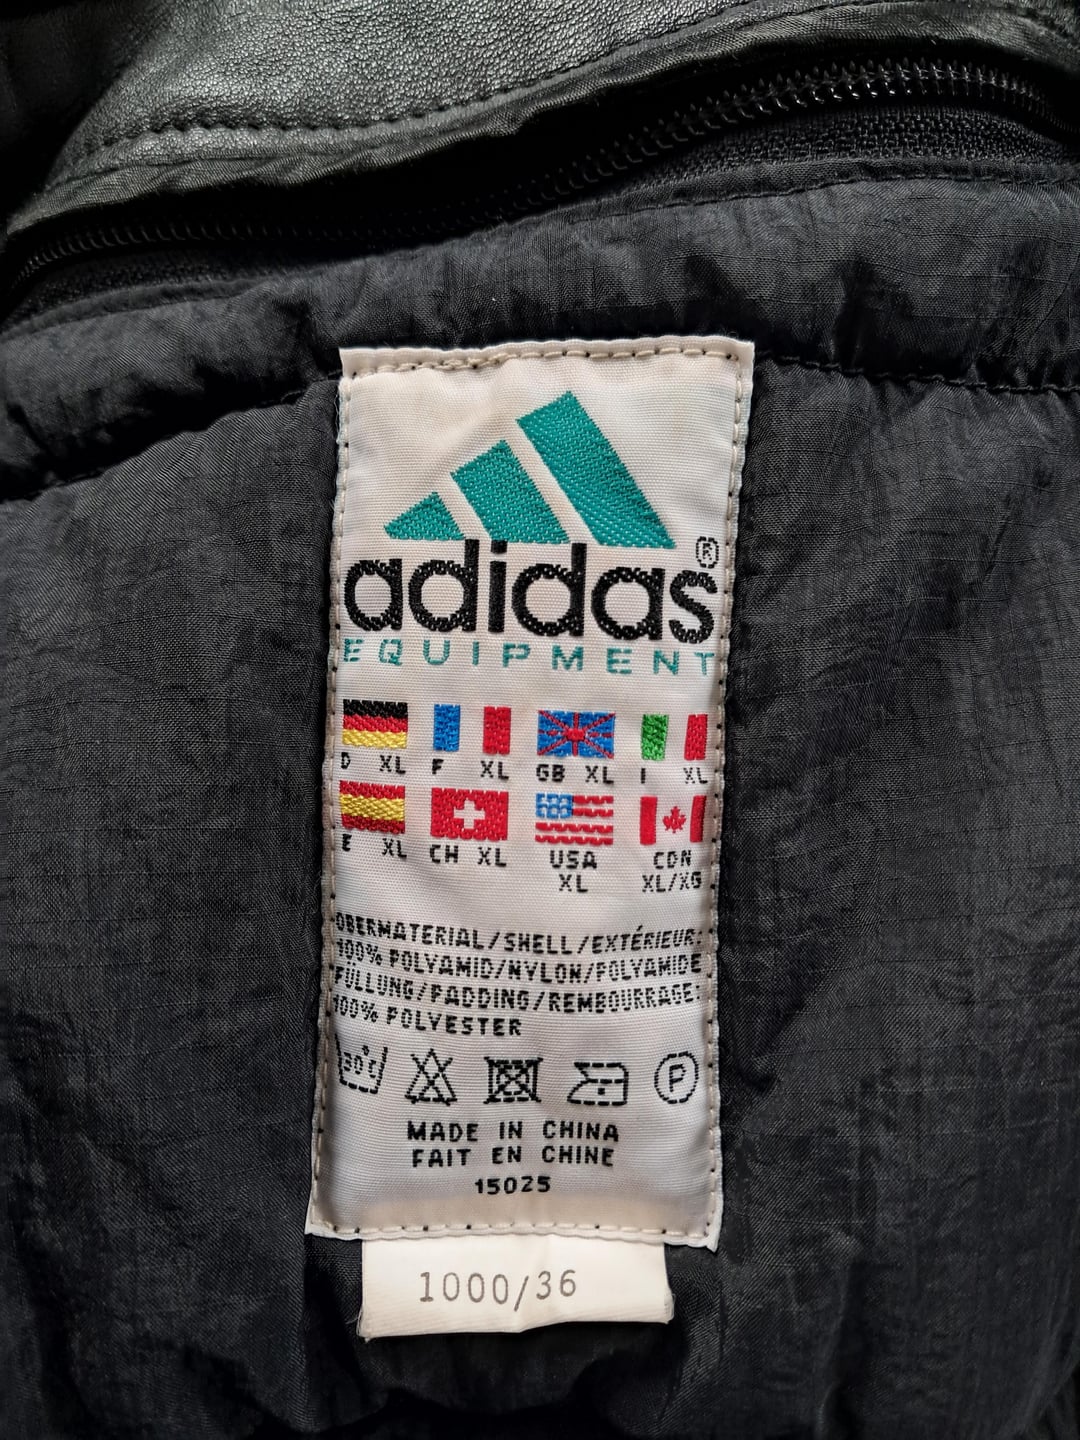 adidas®
EQUIPMENT
D XL F XL GB XL I XL
E XL CH XL USA XL CDN XL/XG
OBERMATERIAL/SHELL/EXTÉRIEUR:
100% POLYAMID/NYLON/POLYAMIDE
FÜLLUNG/PADDING/REMBOURRAGE:
100% POLYESTER
30°C P
MADE IN CHINA
FAIT EN CHINE
15025
1000/36